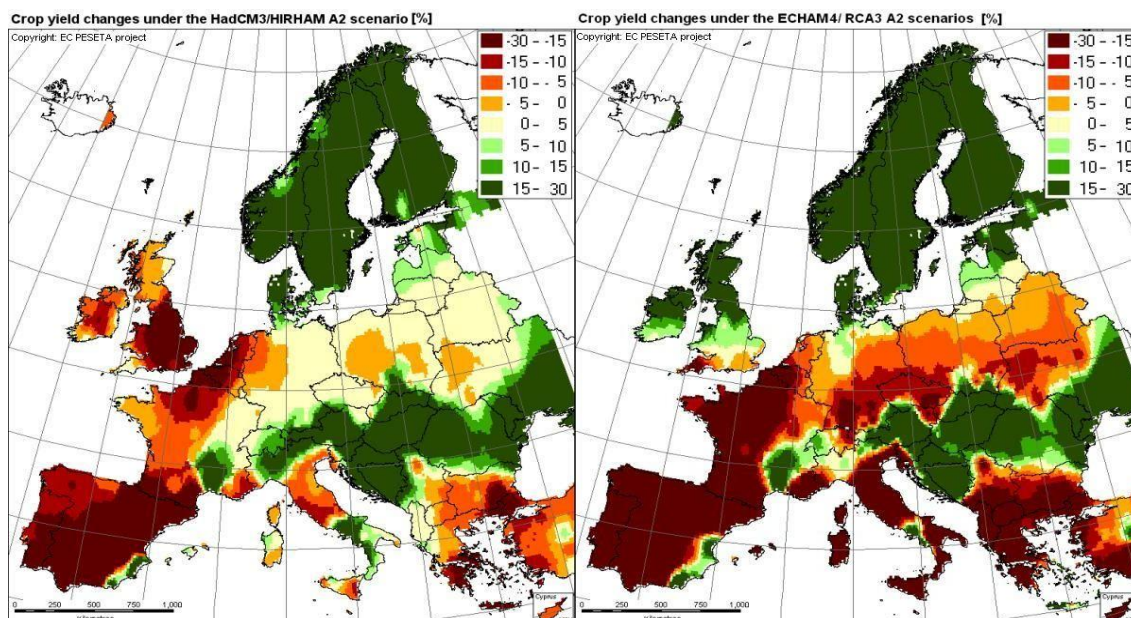 Crop yield changes under the HadCM3/HIRHAM A2 scenario [%]
Copyright: EC PESETA project
-30 - -15
-15 - -10
-10 - 5
- 5 - 0
0 - 5
5 - 10
10 - 15
15 - 30
0 250 500 750 1,000
Kilometres
Cyprus
Crop yield changes under the ECHAM4/ RCA3 A2 scenarios [%]
Copyright: EC PESETA project
-30 - -15
-15 - -10
-10 - 5
- 5 - 0
0 - 5
5 - 10
10 - 15
15 - 30
0 250 500 750 1,000
Kilometres
Cyprus